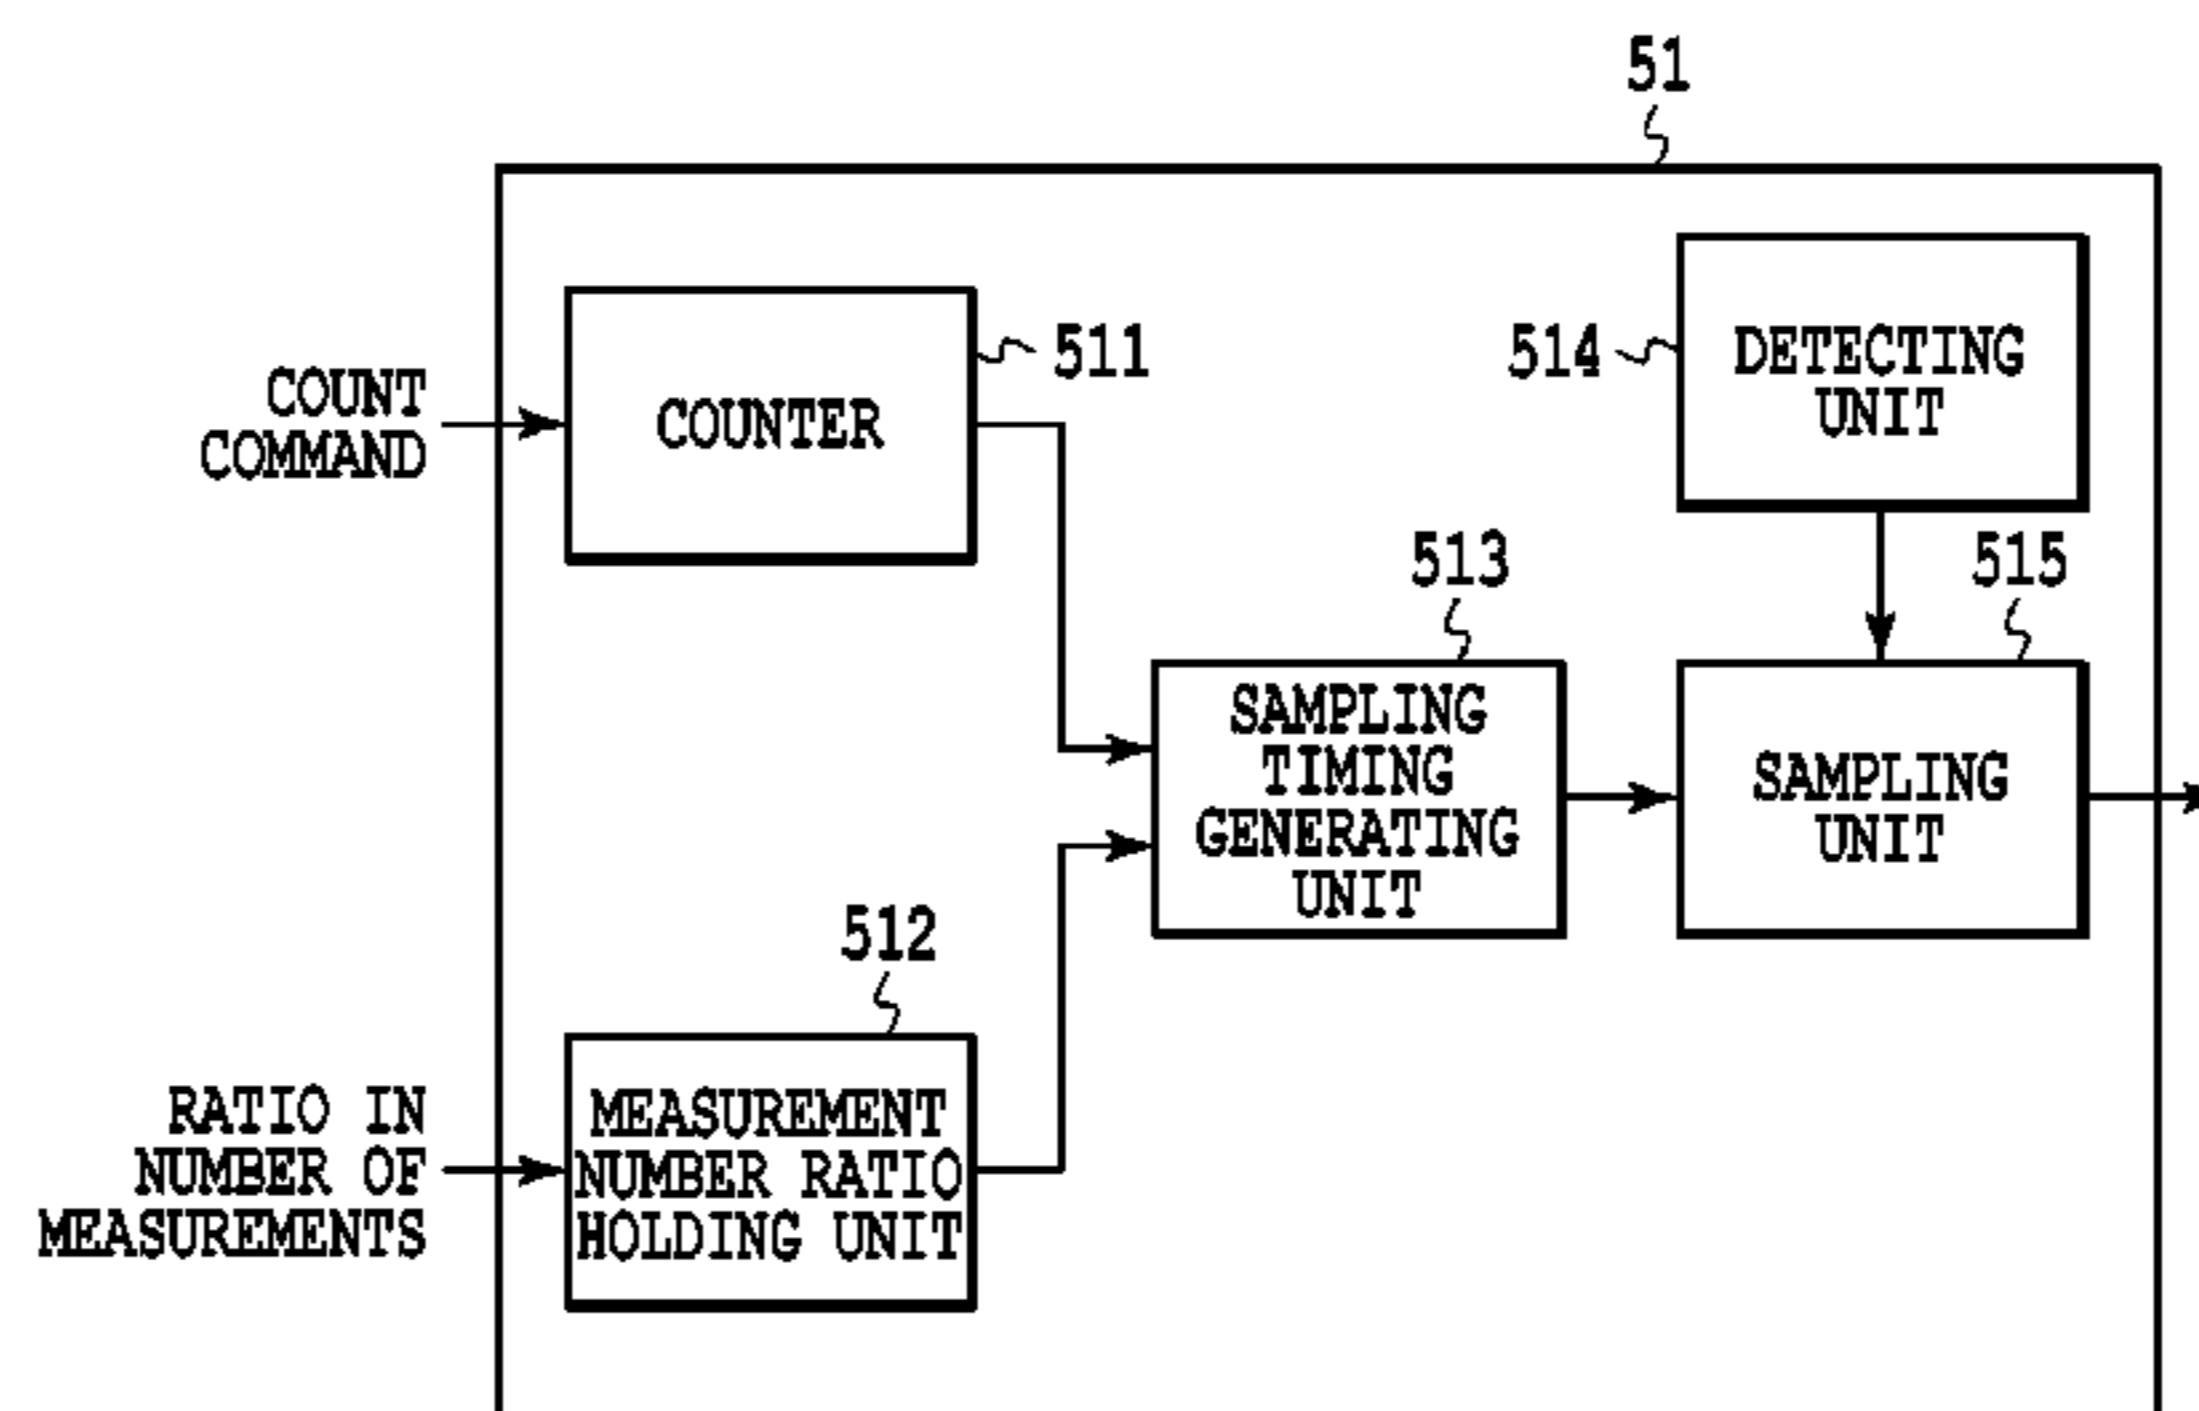 51
511
COUNT
COMMAND
COUNTER
514
DETECTING
UNIT
513
515
SAMPLING
TIMING
GENERATING
UNIT
SAMPLING
UNIT
512
RATIO IN
NUMBER OF
MEASUREMENTS
MEASUREMENT
NUMBER RATIO
HOLDING UNIT